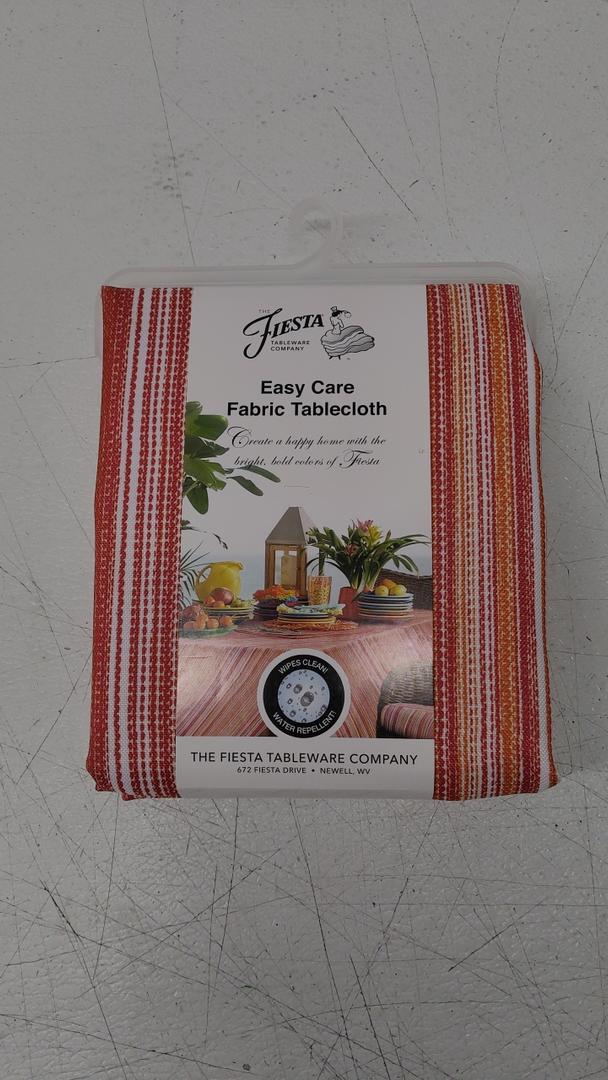 THE
FIESTA
TABLEWARE
COMPANY
Easy Care
Fabric Tablecloth
Create a happy home with the
bright, bold colors of Fiesta
WIPES CLEAN!
WATER REPELLENT!
THE FIESTA TABLEWARE COMPANY
672 FIESTA DRIVE • NEWELL, WV